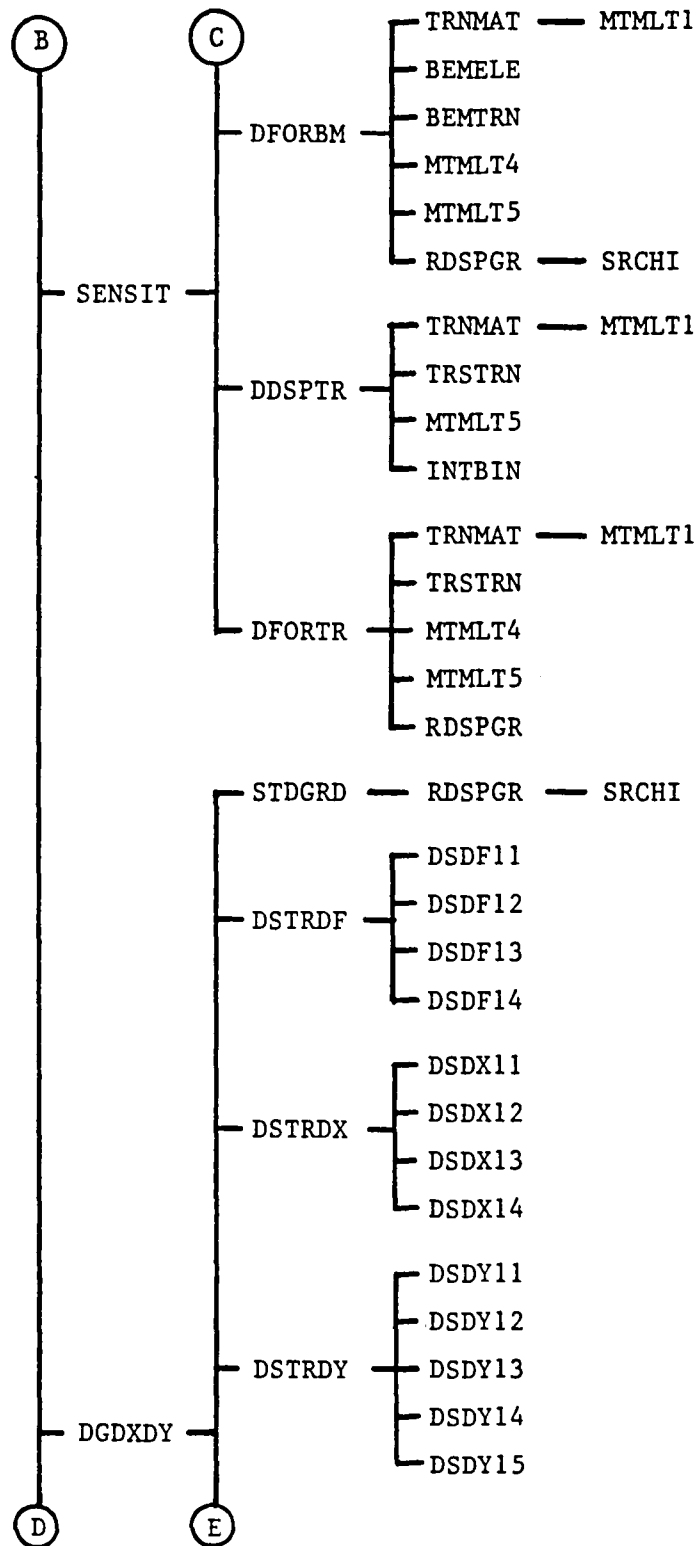 B C
TRNMAT MTMLT1
BEMELE
DFORBM BEMTRN
MTMLT4
MTMLT5
RDSPGR SRCHI
SENSIT
TRNMAT MTMLT1
TRSTRN
DDSPTR
MTMLT5
INTBIN
TRNMAT MTMLT1
TRSTRN
DFORTR MTMLT4
MTMLT5
RDSPGR
STDGRD RDSPGR SRCHI
DSDF11
DSDF12
DSTRDF
DSDF13
DSDF14
DSDX11
DSDX12
DSTRDX
DSDX13
DSDX14
DSDY11
DSDY12
DSTRDY DSDY13
DSDY14
DGDXDY
DSDY15
D E